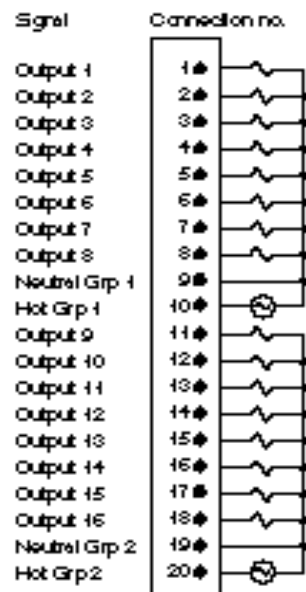 Signal Connection no.
Output 1 1
Output 2 2
Output 3 3
Output 4 4
Output 5 5
Output 6 6
Output 7 7
Output 8 8
Neutral Grp 1 9
Hot Grp 1 10
Output 9 11
Output 10 12
Output 11 13
Output 12 14
Output 13 15
Output 14 16
Output 15 17
Output 16 18
Neutral Grp 2 19
Hot Grp2 20